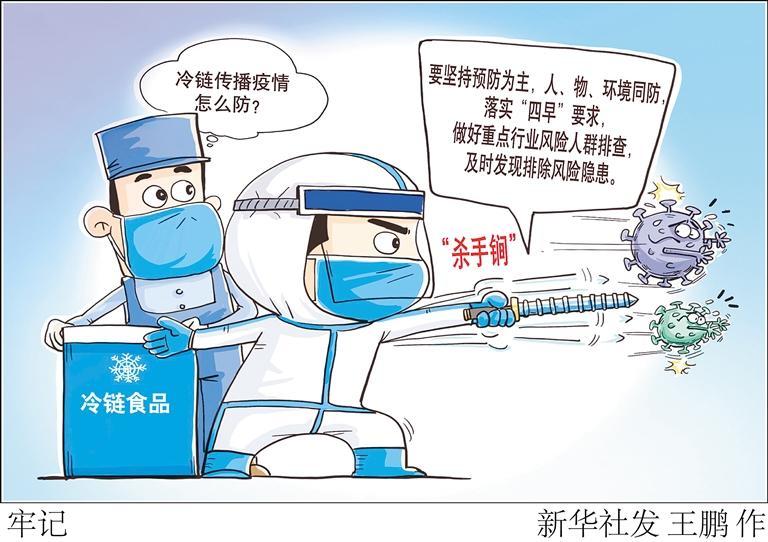 冷链传播疫情
怎么防？
要坚持预防为主，人、物、环境同防，
落实“四早”要求，
做好重点行业风险人群排查，
及时发现排除风险隐患。
“杀手锏”
冷链食品
牢记
新华社发 王鹏 作